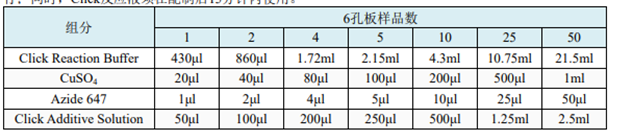 有，同时，Click反应液须在配制后15分钟内使用。
组分 6孔板样品数
1 2 4 5 10 25 50
Click Reaction Buffer 430μl 860μl 1.72ml 2.15ml 4.3ml 10.75ml 21.5ml
CuSO₄ 20μl 40μl 80μl 100μl 200μl 500μl 1ml
Azide 647 1μl 2μl 4μl 5μl 10μl 25μl 50μl
Click Additive Solution 50μl 100μl 200μl 250μl 500μl 1.25ml 2.5ml